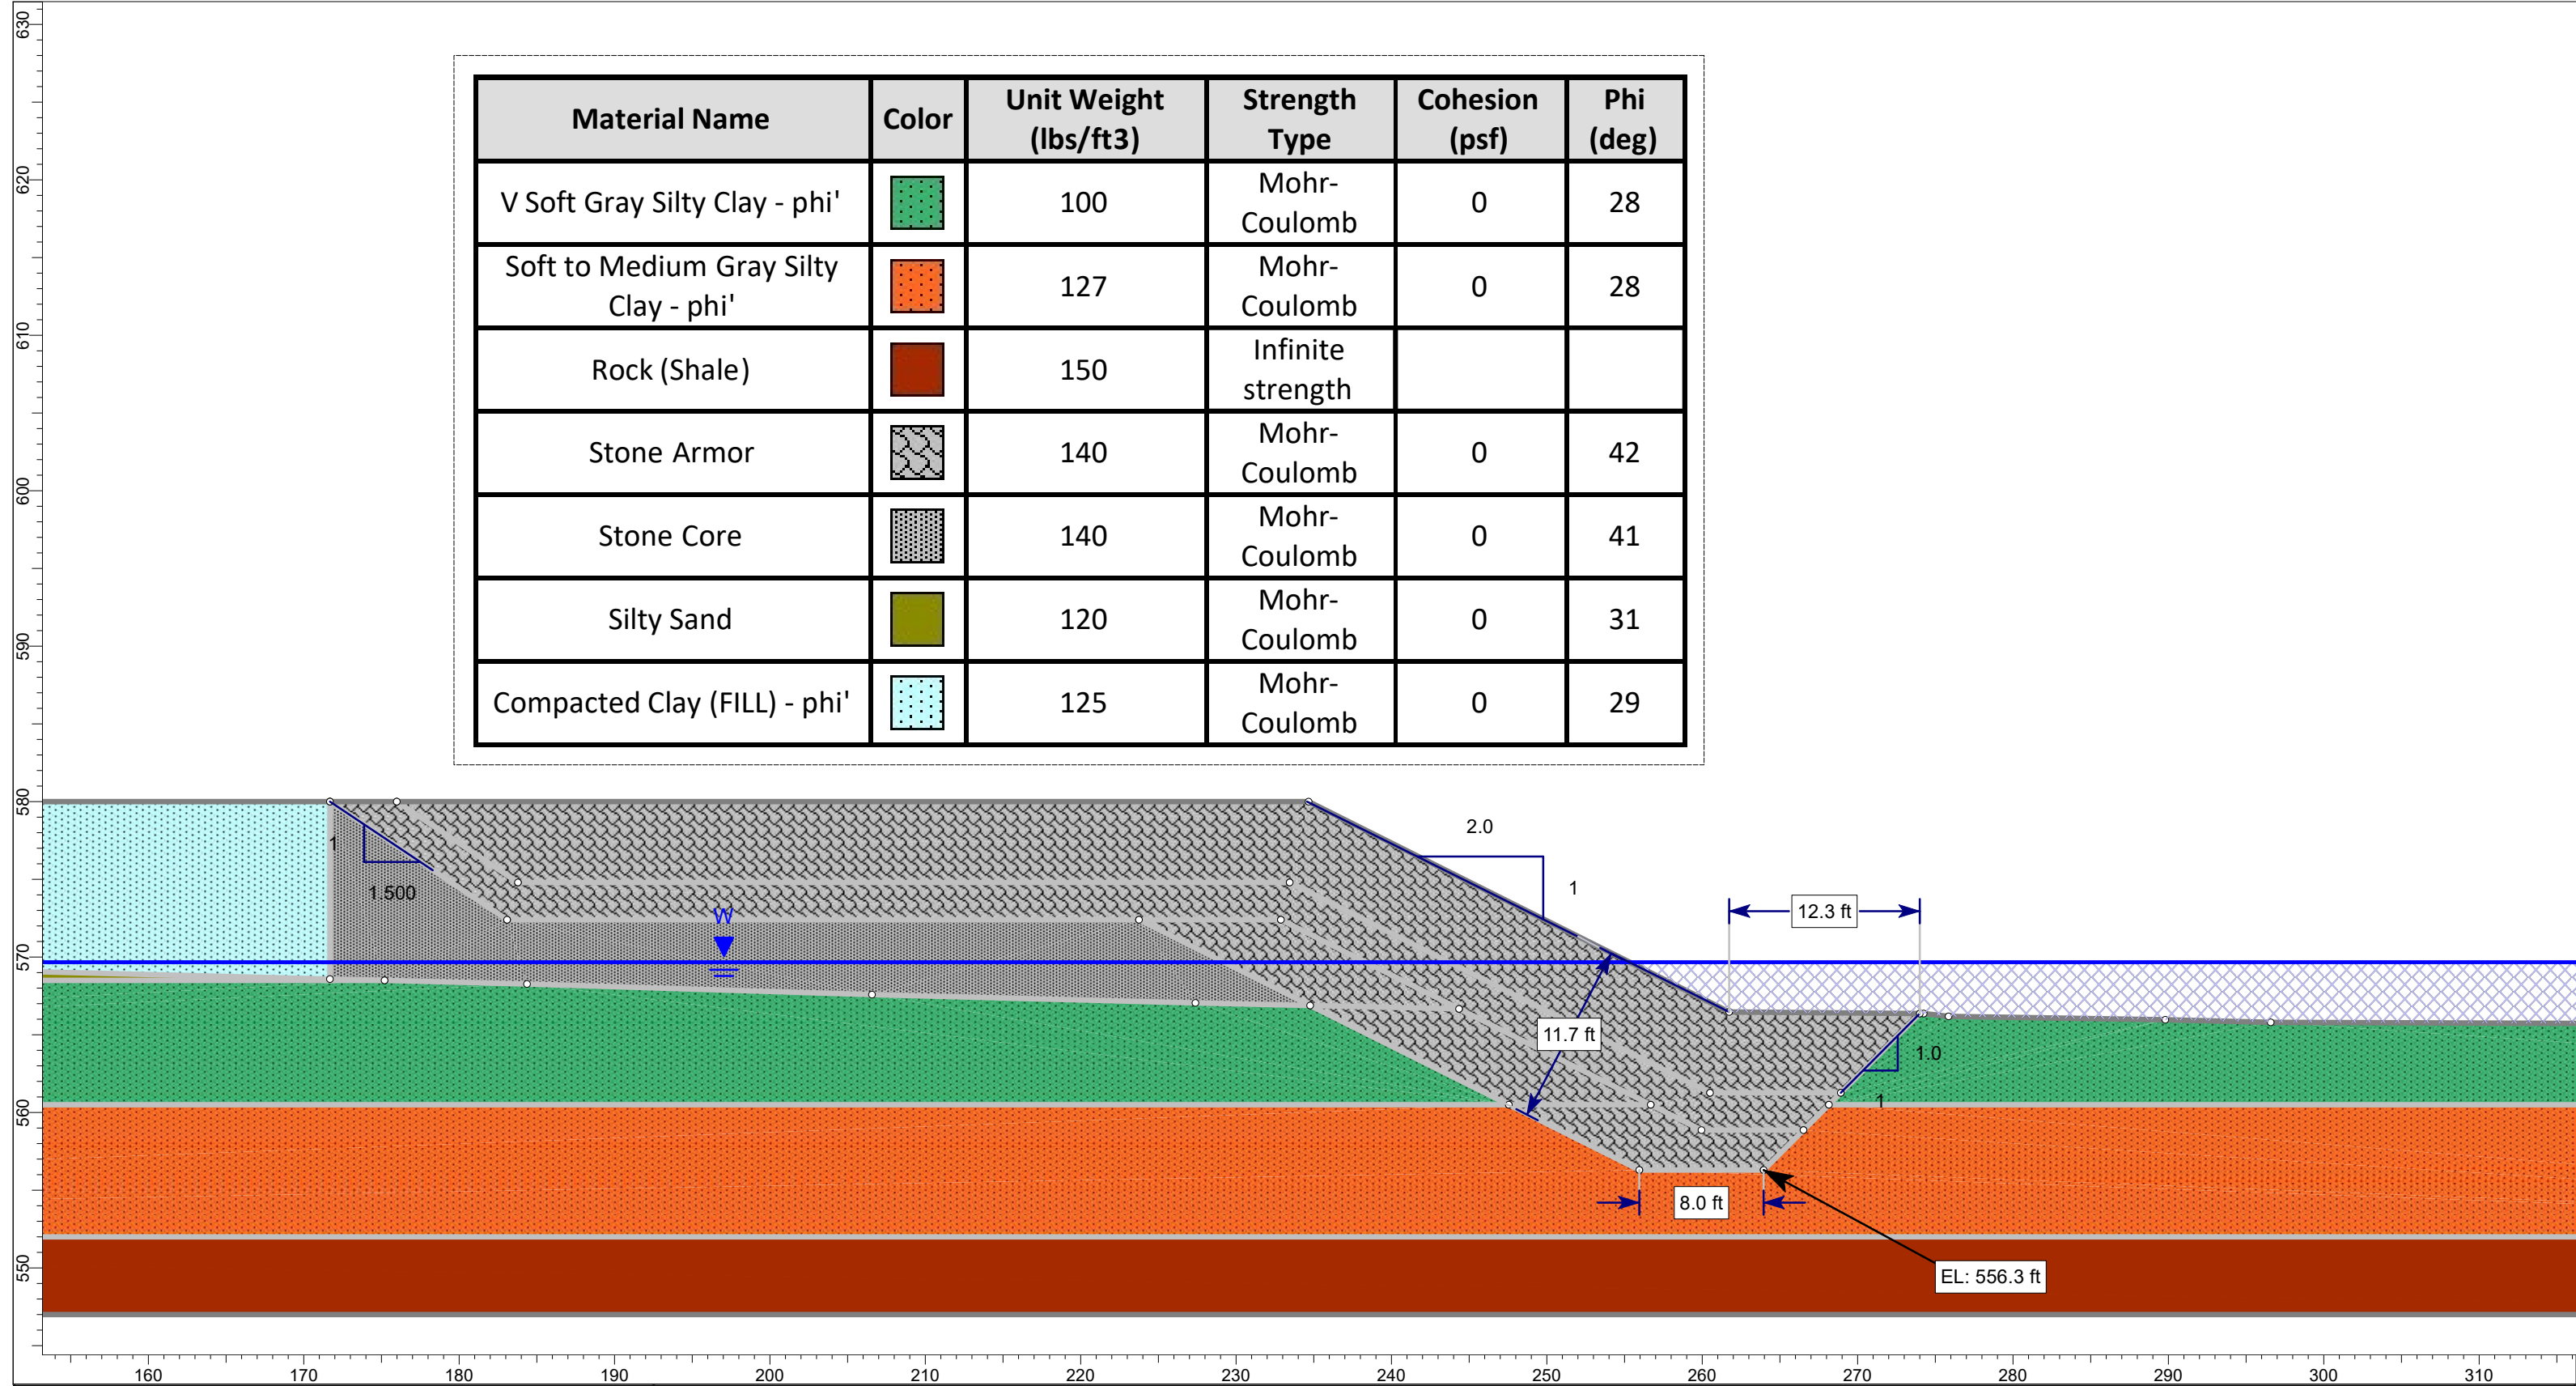 630
620
610
600
590
580
570
560
550
Material Name Color Unit Weight (lbs/ft3) Strength Type Cohesion (psf) Phi (deg)
V Soft Gray Silty Clay - phi' 100 Mohr-Coulomb 0 28
Soft to Medium Gray Silty Clay - phi' 127 Mohr-Coulomb 0 28
Rock (Shale) 150 Infinite strength
Stone Armor 140 Mohr-Coulomb 0 42
Stone Core 140 Mohr-Coulomb 0 41
Silty Sand 120 Mohr-Coulomb 0 31
Compacted Clay (FILL) - phi' 125 Mohr-Coulomb 0 29
2.0
1
1
1.500
W
12.3 ft
11.7 ft
1.0
1
8.0 ft
EL: 556.3 ft
160 170 180 190 200 210 220 230 240 250 260 270 280 290 300 310